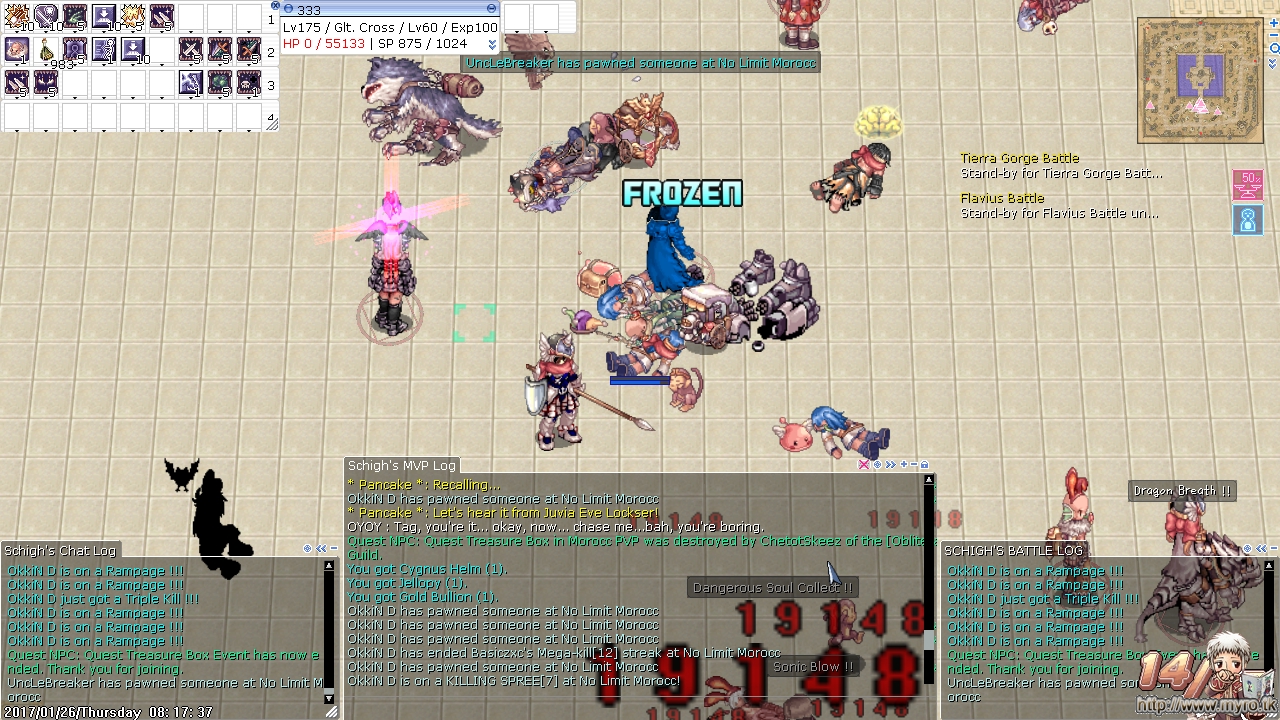 333
Lv175 / Glt. Cross / Lv60 / Exp100
HP 0 / 55133 | SP 875 / 1024
1
2
3
4
UncLeBreaker has pawned someone at No Limit Morocc
FROZEN
Tierra Gorge Battle
Stand-by for Tierra Gorge Batt...
Flavius Battle
Stand-by for Flavius Battle un...
50%
Dragon Breath !!
Dangerous Soul Collect !!
Sonic Blow !!
19148
19148
19148
19148
Schigh's MVP Log
* Pancake *: Recalling...
OkkiN D has pawned someone at No Limit Morocc
* Pancake *: Let's hear it from Juvia Eve Lockser!
OYOY : Tag, you're it... okay, now... chase me...bah, you're boring.
Quest NPC: Quest Treasure Box in Morocc PVP was destroyed by ChetotSkeez of the [Oblita
Guild.
You got Cygnus Helm (1).
You got Jellopy (1).
You got Gold Bullion (1).
OkkiN D has pawned someone at No Limit Morocc
OkkiN D has pawned someone at No Limit Morocc
OkkiN D has pawned someone at No Limit Morocc
OkkiN D has ended Basiczxc's Mega-kill[12] streak at No Limit Morocc
OkkiN D has pawned someone at No Limit Morocc
OkkiN D is on a KILLING SPREE[7] at No Limit Morocc!
Schigh's Chat Log
OkkiN D is on a Rampage !!!
OkkiN D is on a Rampage !!!
OkkiN D just got a Triple Kill !!!
OkkiN D is on a Rampage !!!
OkkiN D is on a Rampage !!!
OkkiN D is on a Rampage !!!
Quest NPC: Quest Treasure Box Event has now e
nded. Thank you for joining.
UncLeBreaker has pawned someone at No Limit M
orocc
2017/01/26/Thursday 08:17:37
SCHIGH'S BATTLE LOG
OkkiN D is on a Rampage !!!
OkkiN D is on a Rampage !!!
OkkiN D just got a Triple Kill !!!
OkkiN D is on a Rampage !!!
OkkiN D is on a Rampage !!!
OkkiN D is on a Rampage !!!
Quest NPC: Quest Treasure Bo
nded. Thank you for joining.
UncLeBreaker has pawned so
orocc
14
http://www.myro.tk